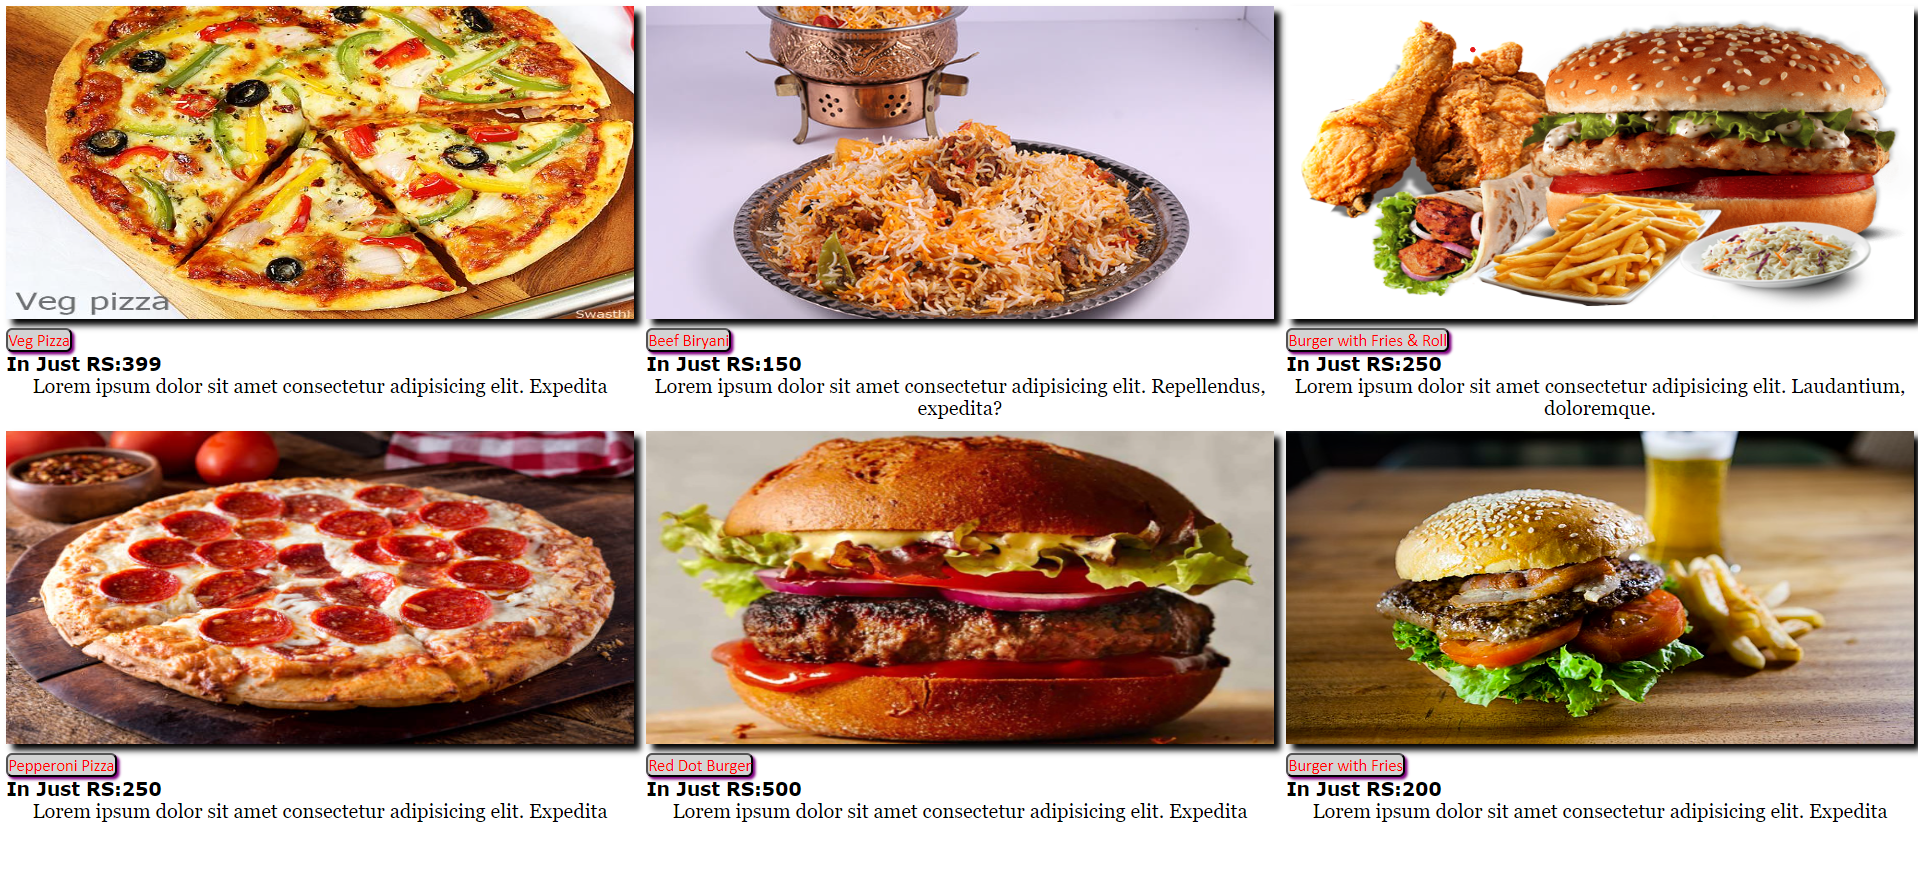 Veg pizza
Swasthi
Veg Pizza
In Just RS:399
Lorem ipsum dolor sit amet consectetur adipisicing elit. Expedita
Beef Biryani
In Just RS:150
Lorem ipsum dolor sit amet consectetur adipisicing elit. Repellendus,
expedita?
Burger with Fries & Roll
In Just RS:250
Lorem ipsum dolor sit amet consectetur adipisicing elit. Laudantium,
doloremque.
Pepperoni Pizza
In Just RS:250
Lorem ipsum dolor sit amet consectetur adipisicing elit. Expedita
Red Dot Burger
In Just RS:500
Lorem ipsum dolor sit amet consectetur adipisicing elit. Expedita
Burger with Fries
In Just RS:200
Lorem ipsum dolor sit amet consectetur adipisicing elit. Expedita